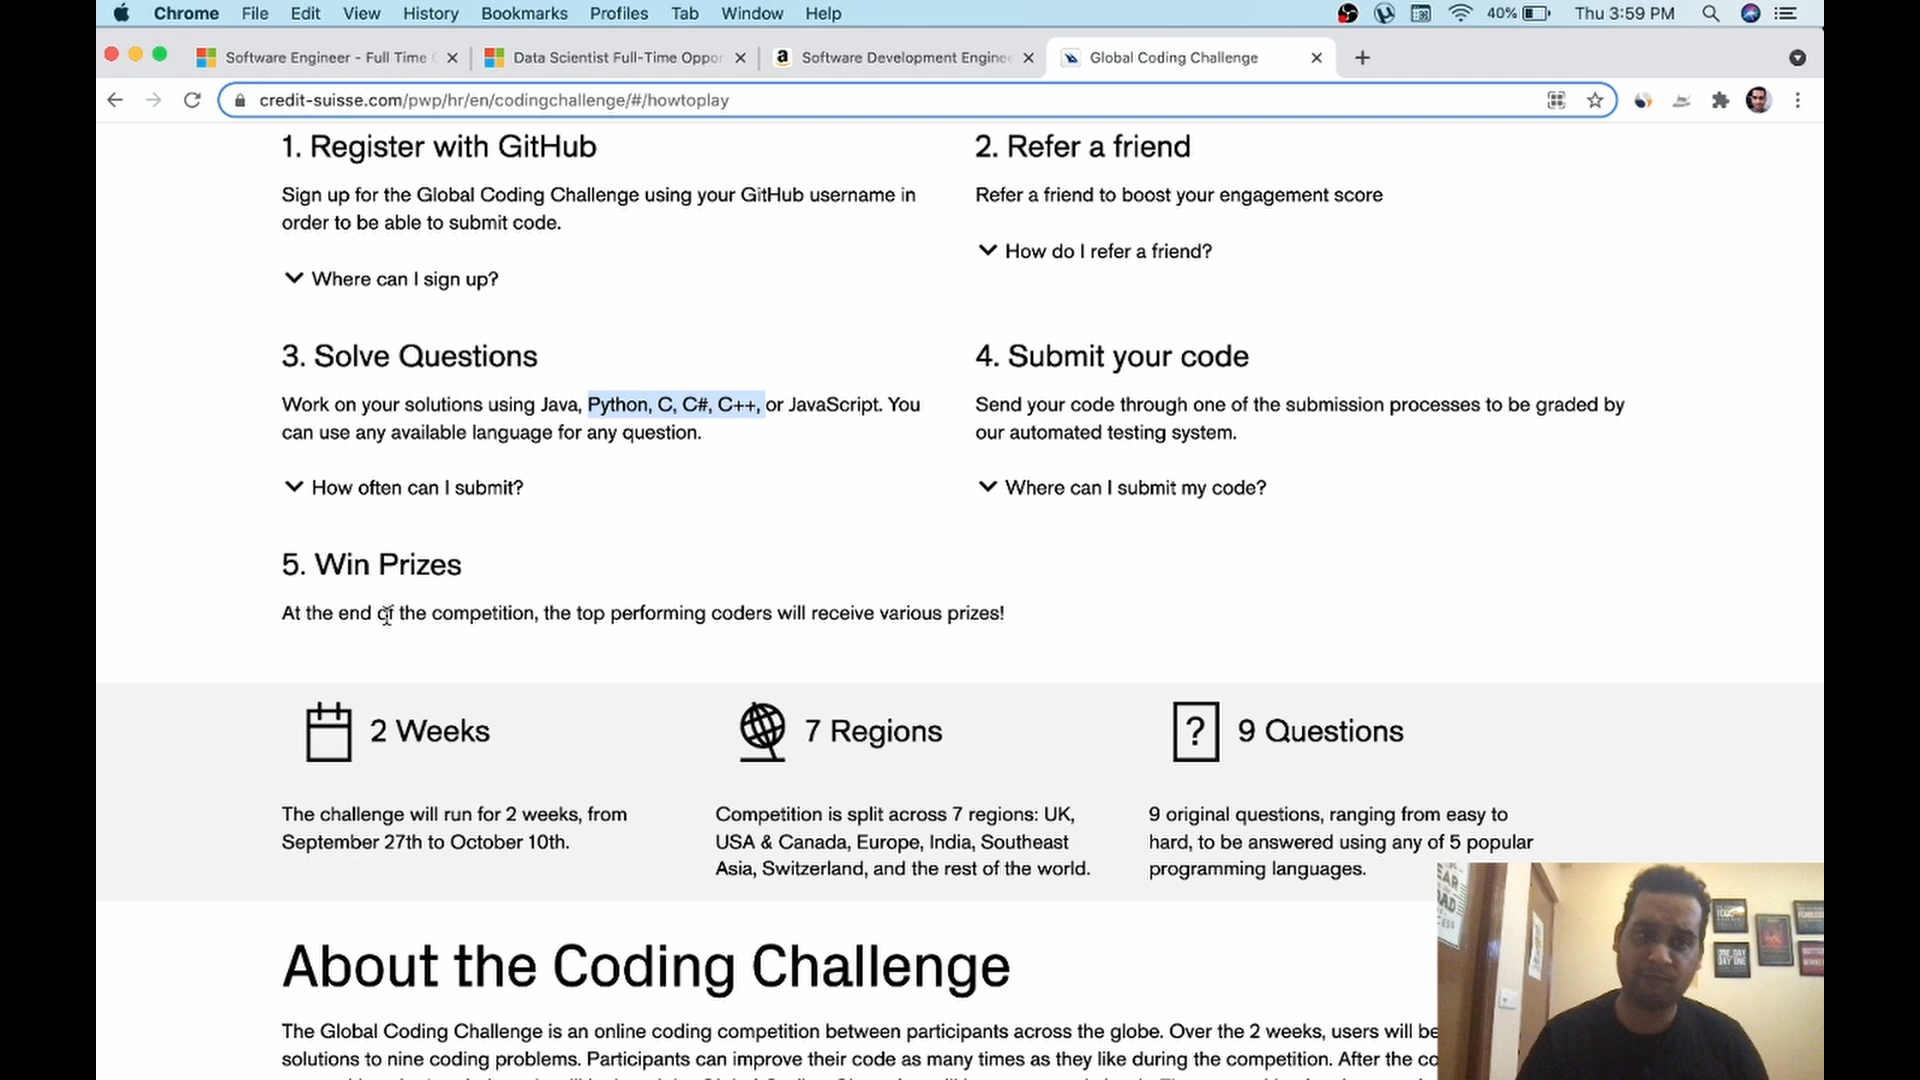 Chrome File Edit View History Bookmarks Profiles Tab Window Help 40% Thu 3:59 PM
Software Engineer - Full Time Data Scientist Full-Time Oppor Software Development Enginee Global Coding Challenge
credit-suisse.com/pwp/hr/en/codingchallenge/#/howtoplay
1. Register with GitHub
Sign up for the Global Coding Challenge using your GitHub username in
order to be able to submit code.
Where can I sign up?
2. Refer a friend
Refer a friend to boost your engagement score
How do I refer a friend?
3. Solve Questions
Work on your solutions using Java, Python, C, C#, C++, or JavaScript. You
can use any available language for any question.
How often can I submit?
4. Submit your code
Send your code through one of the submission processes to be graded by
our automated testing system.
Where can I submit my code?
5. Win Prizes
At the end of the competition, the top performing coders will receive various prizes!
2 Weeks
The challenge will run for 2 weeks, from
September 27th to October 10th.
7 Regions
Competition is split across 7 regions: UK,
USA & Canada, Europe, India, Southeast
Asia, Switzerland, and the rest of the world.
? 9 Questions
9 original questions, ranging from easy to
hard, to be answered using any of 5 popular
programming languages.
About the Coding Challenge
The Global Coding Challenge is an online coding competition between participants across the globe. Over the 2 weeks, users will be
solutions to nine coding problems. Participants can improve their code as many times as they like during the competition. After the co